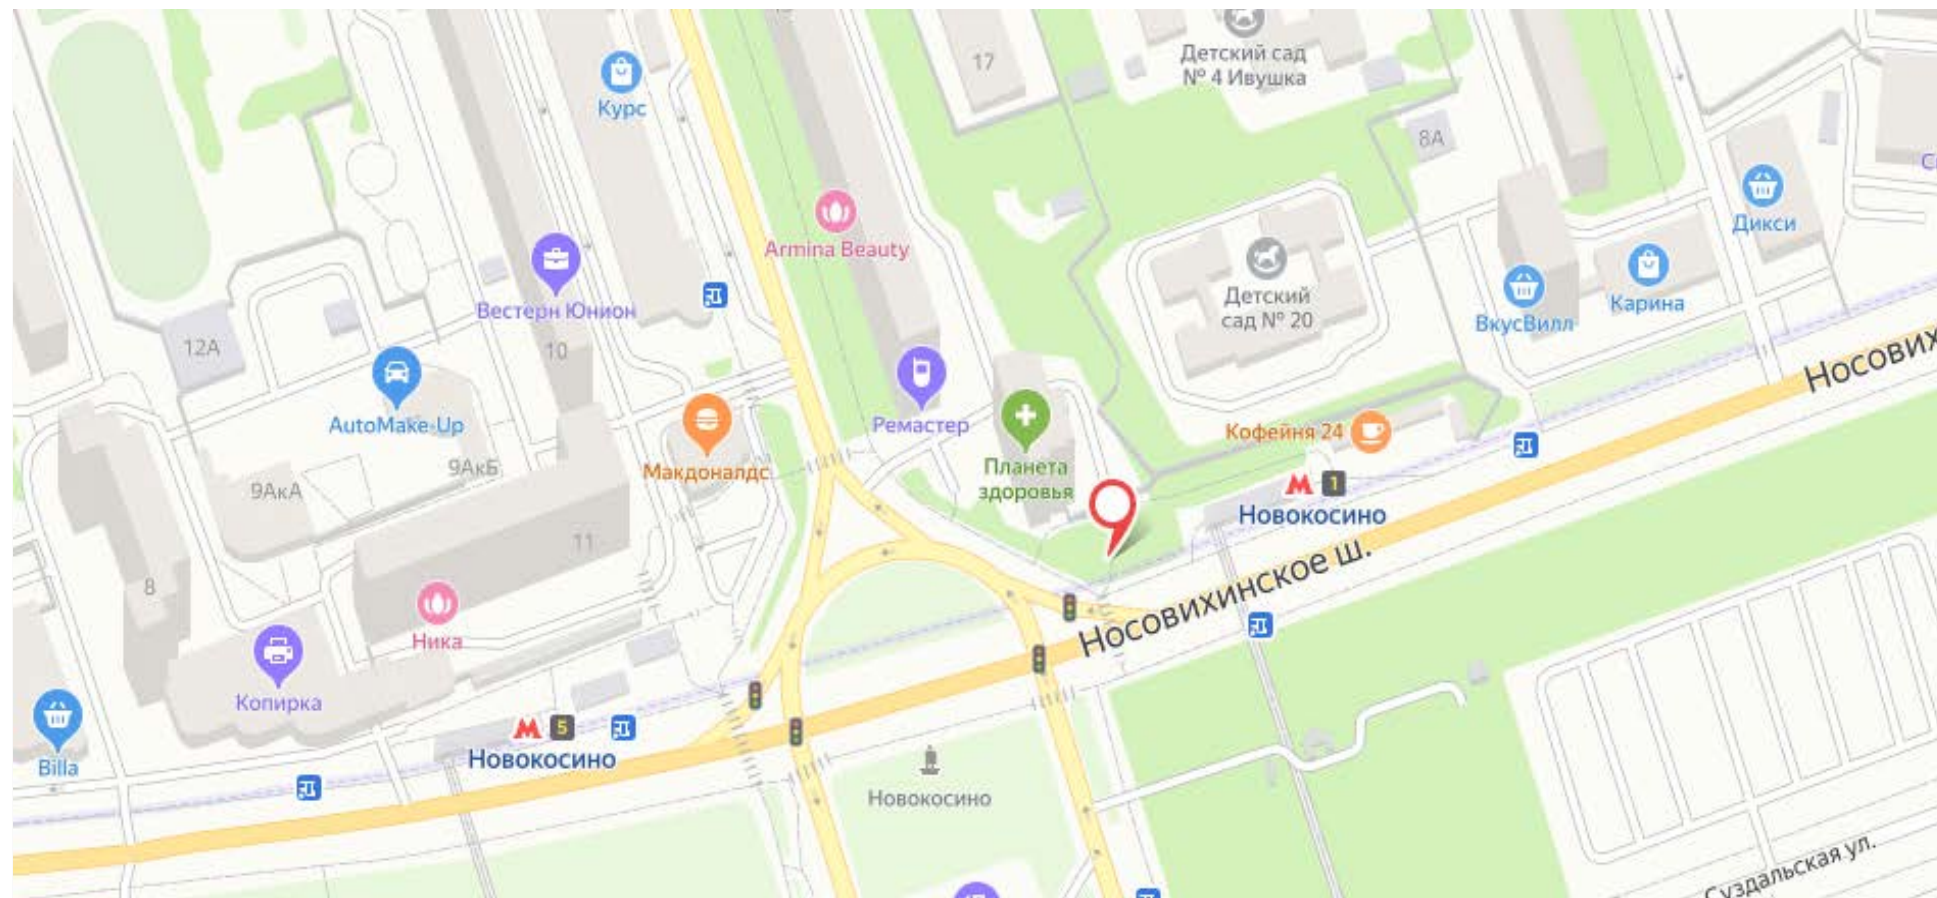 17
Детский сад
№ 4 Ивушка
Курс
8А
Дикси
Armina Beauty
Вестерн Юнион
Детский
сад № 20
ВкусВилл
Карина
12А
10
Носових
AutoMake-Up
Ремастер
Кофейня 24
Макдоналдс
9АкБ
9АкА
Планета
здоровья
1
Новокосино
11
8
Носовихинское ш.
Ника
Копирка
5
Новокосино
Billa
Новокосино
Суздальская ул.